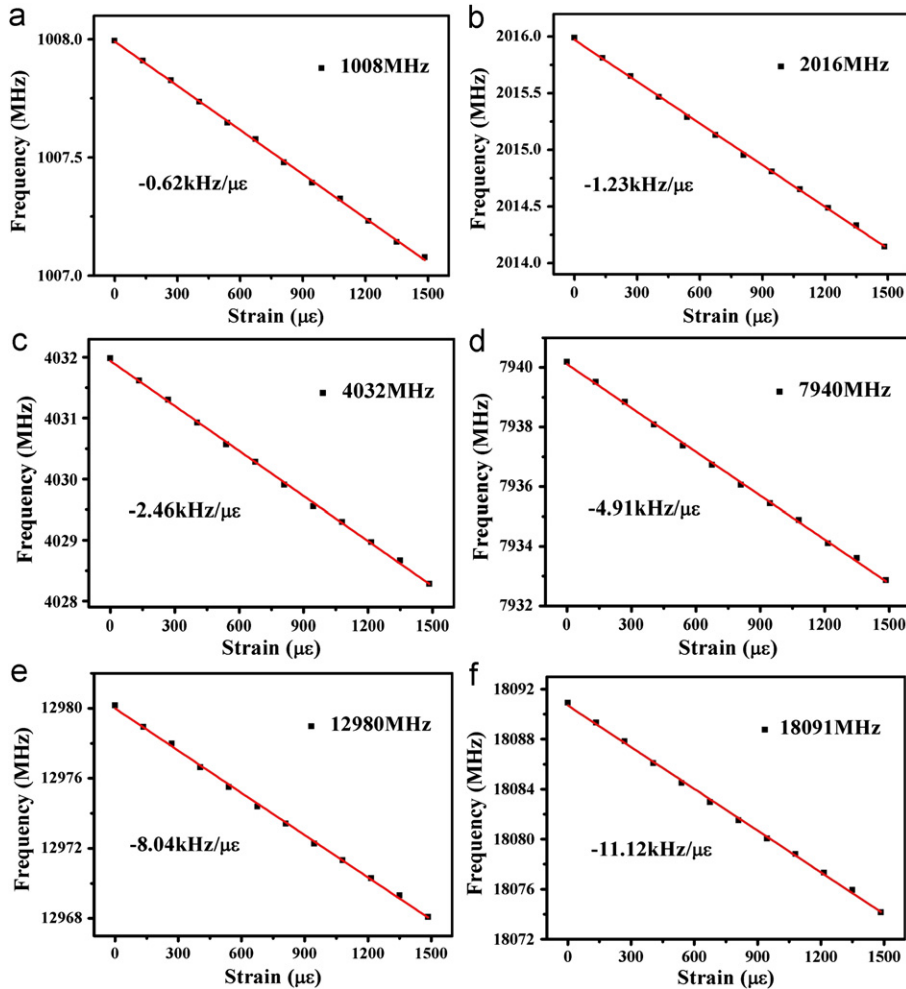 a
1008.0
1007.5
1007.0
Frequency (MHz)
1008MHz
-0.62kHz/με
0 300 600 900 1200 1500
Strain (με)
b
2016.0
2015.5
2015.0
2014.5
2014.0
Frequency (MHz)
2016MHz
-1.23kHz/με
0 300 600 900 1200 1500
Strain (με)
c
4032
4031
4030
4029
4028
Frequency (MHz)
4032MHz
-2.46kHz/με
0 300 600 900 1200 1500
Strain (με)
d
7940
7938
7936
7934
7932
Frequency (MHz)
7940MHz
-4.91kHz/με
0 300 600 900 1200 1500
Strain (με)
e
12980
12976
12972
12968
Frequency (MHz)
12980MHz
-8.04kHz/με
0 300 600 900 1200 1500
Strain (με)
f
18092
18088
18084
18080
18076
18072
Frequency (MHz)
18091MHz
-11.12kHz/με
0 300 600 900 1200 1500
Strain (με)